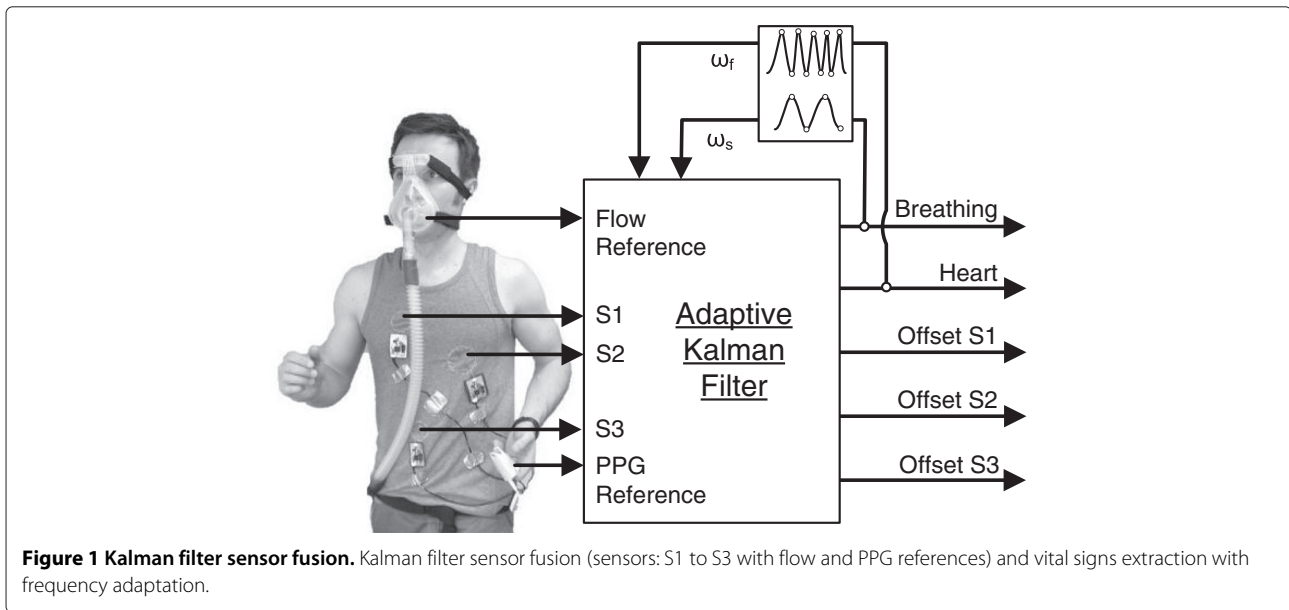 ωf
ωs
Flow
Reference
S1
S2
S3
PPG
Reference
Adaptive
Kalman
Filter
Breathing
Heart
Offset S1
Offset S2
Offset S3
Figure 1 Kalman filter sensor fusion. Kalman filter sensor fusion (sensors: S1 to S3 with flow and PPG references) and vital signs extraction with
frequency adaptation.